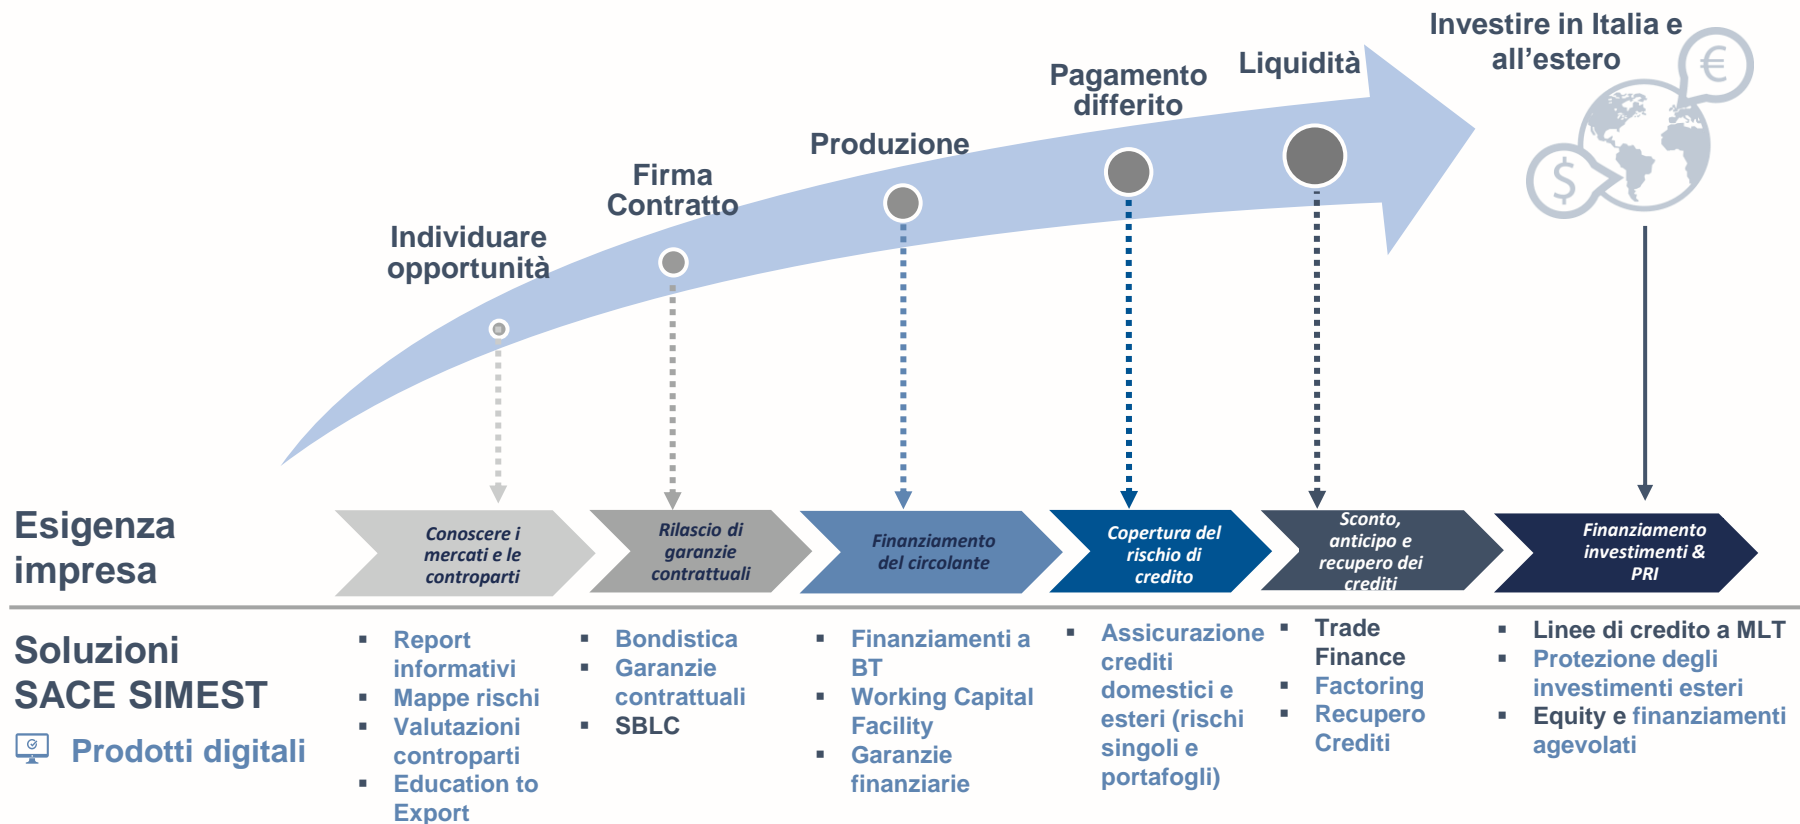 Investire in Italia e
all'estero
€
$
Liquidità
Pagamento
differito
Produzione
Firma
Contratto
Individuare
opportunità
Esigenza
impresa
Conoscere i
mercati e le
controparti
Rilascio di
garanzie
contrattuali
Finanziamento
del circolante
Copertura del
rischio di
credito
Sconto,
anticipo e
recupero dei
crediti
Finanziamento
investimenti &
PRI
Soluzioni
SACE SIMEST
Prodotti digitali
▪ Report
informativi
▪ Mappe rischi
▪ Valutazioni
controparti
▪ Education to
Export
▪ Bondistica
▪ Garanzie
contrattuali
▪ SBLC
▪ Finanziamenti a
BT
▪ Working Capital
Facility
▪ Garanzie
finanziarie
▪ Assicurazione
crediti
domestici e
esteri (rischi
singoli e
portafogli)
▪ Trade
Finance
▪ Factoring
▪ Recupero
Crediti
▪ Linee di credito a MLT
▪ Protezione degli
investimenti esteri
▪ Equity e finanziamenti
agevolati